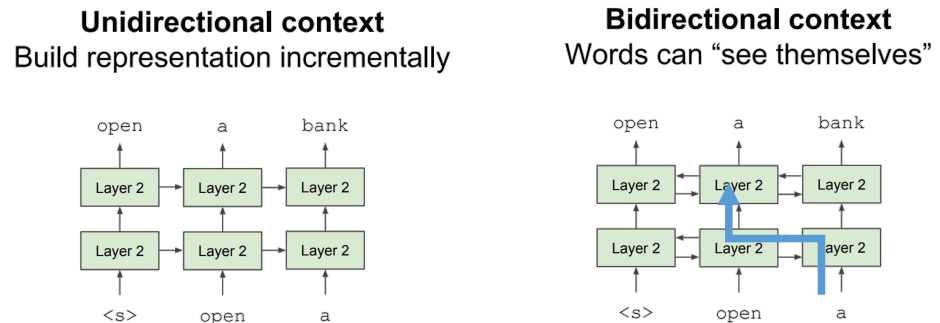 Unidirectional context
Build representation incrementally
open a bank
Layer 2 Layer 2 Layer 2
Layer 2 Layer 2 Layer 2
<s> open a
Bidirectional context
Words can “see themselves”
open a bank
Layer 2 Layer 2 Layer 2
Layer 2 Layer 2 Layer 2
<s> open a